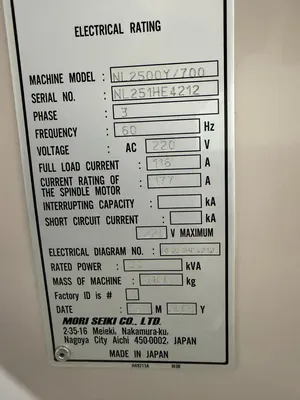 ELECTRICAL RATING
MACHINE MODEL : NL2500Y/700
SERIAL NO. : NL251HE4212
PHASE : 3
FREQUENCY : 60 Hz
VOLTAGE : AC 220 V
FULL LOAD CURRENT : 116 A
CURRENT RATING OF THE SPINDLE MOTOR : A
INTERRUPTING CAPACITY : kA
SHORT CIRCUIT CURRENT : kA
V MAXIMUM
ELECTRICAL DIAGRAM NO. :
RATED POWER : kVA
MASS OF MACHINE : kg
Factory ID is #
DATE : M Y
MORI SEIKI CO., LTD.
2-35-16 Meieki, Nakamura-ku,
Nagoya City Aichi 450-0002, JAPAN
MADE IN JAPAN